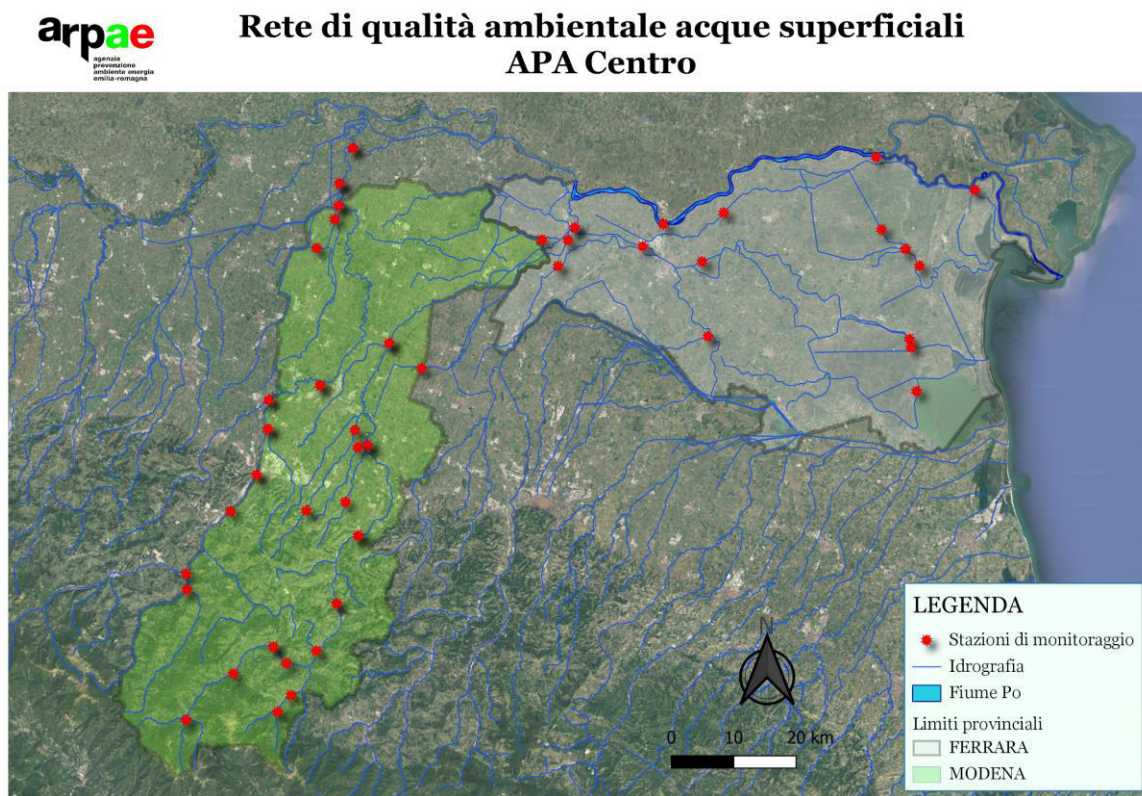 arpae
agenzia
prevenzione
ambiente energia
emilia-romagna
Rete di qualità ambientale acque superficiali
APA Centro
N
0 10 20 km
LEGENDA
Stazioni di monitoraggio
Idrografia
Fiume Po
Limiti provinciali
FERRARA
MODENA